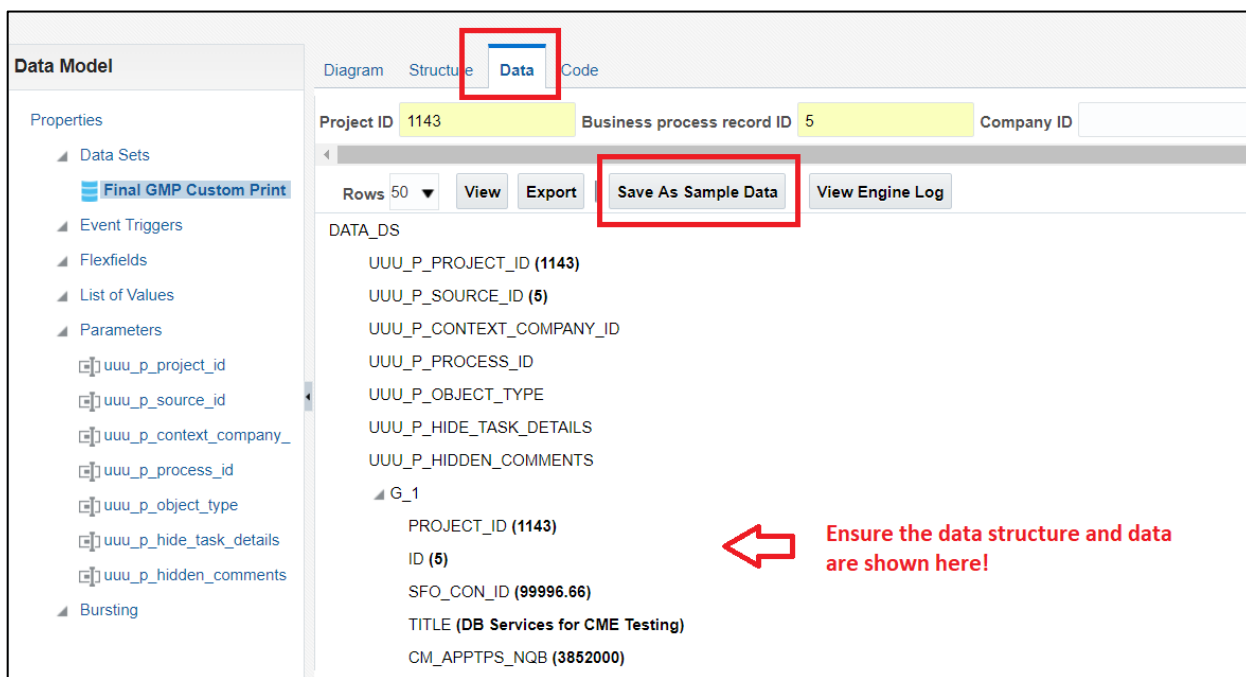 Data Model
Properties
Data Sets
Final GMP Custom Print
Event Triggers
Flexfields
List of Values
Parameters
uuu_p_project_id
uuu_p_source_id
uuu_p_context_company_
uuu_p_process_id
uuu_p_object_type
uuu_p_hide_task_details
uuu_p_hidden_comments
Bursting
Diagram Structure Data Code
Project ID 1143 Business process record ID 5 Company ID
Rows 50 View Export Save As Sample Data View Engine Log
DATA_DS
UUU_P_PROJECT_ID (1143)
UUU_P_SOURCE_ID (5)
UUU_P_CONTEXT_COMPANY_ID
UUU_P_PROCESS_ID
UUU_P_OBJECT_TYPE
UUU_P_HIDE_TASK_DETAILS
UUU_P_HIDDEN_COMMENTS
G_1
PROJECT_ID (1143)
ID (5)
SFO_CON_ID (99996.66)
TITLE (DB Services for CME Testing)
CM_APPTPS_NQB (3852000)
Ensure the data structure and data
are shown here!